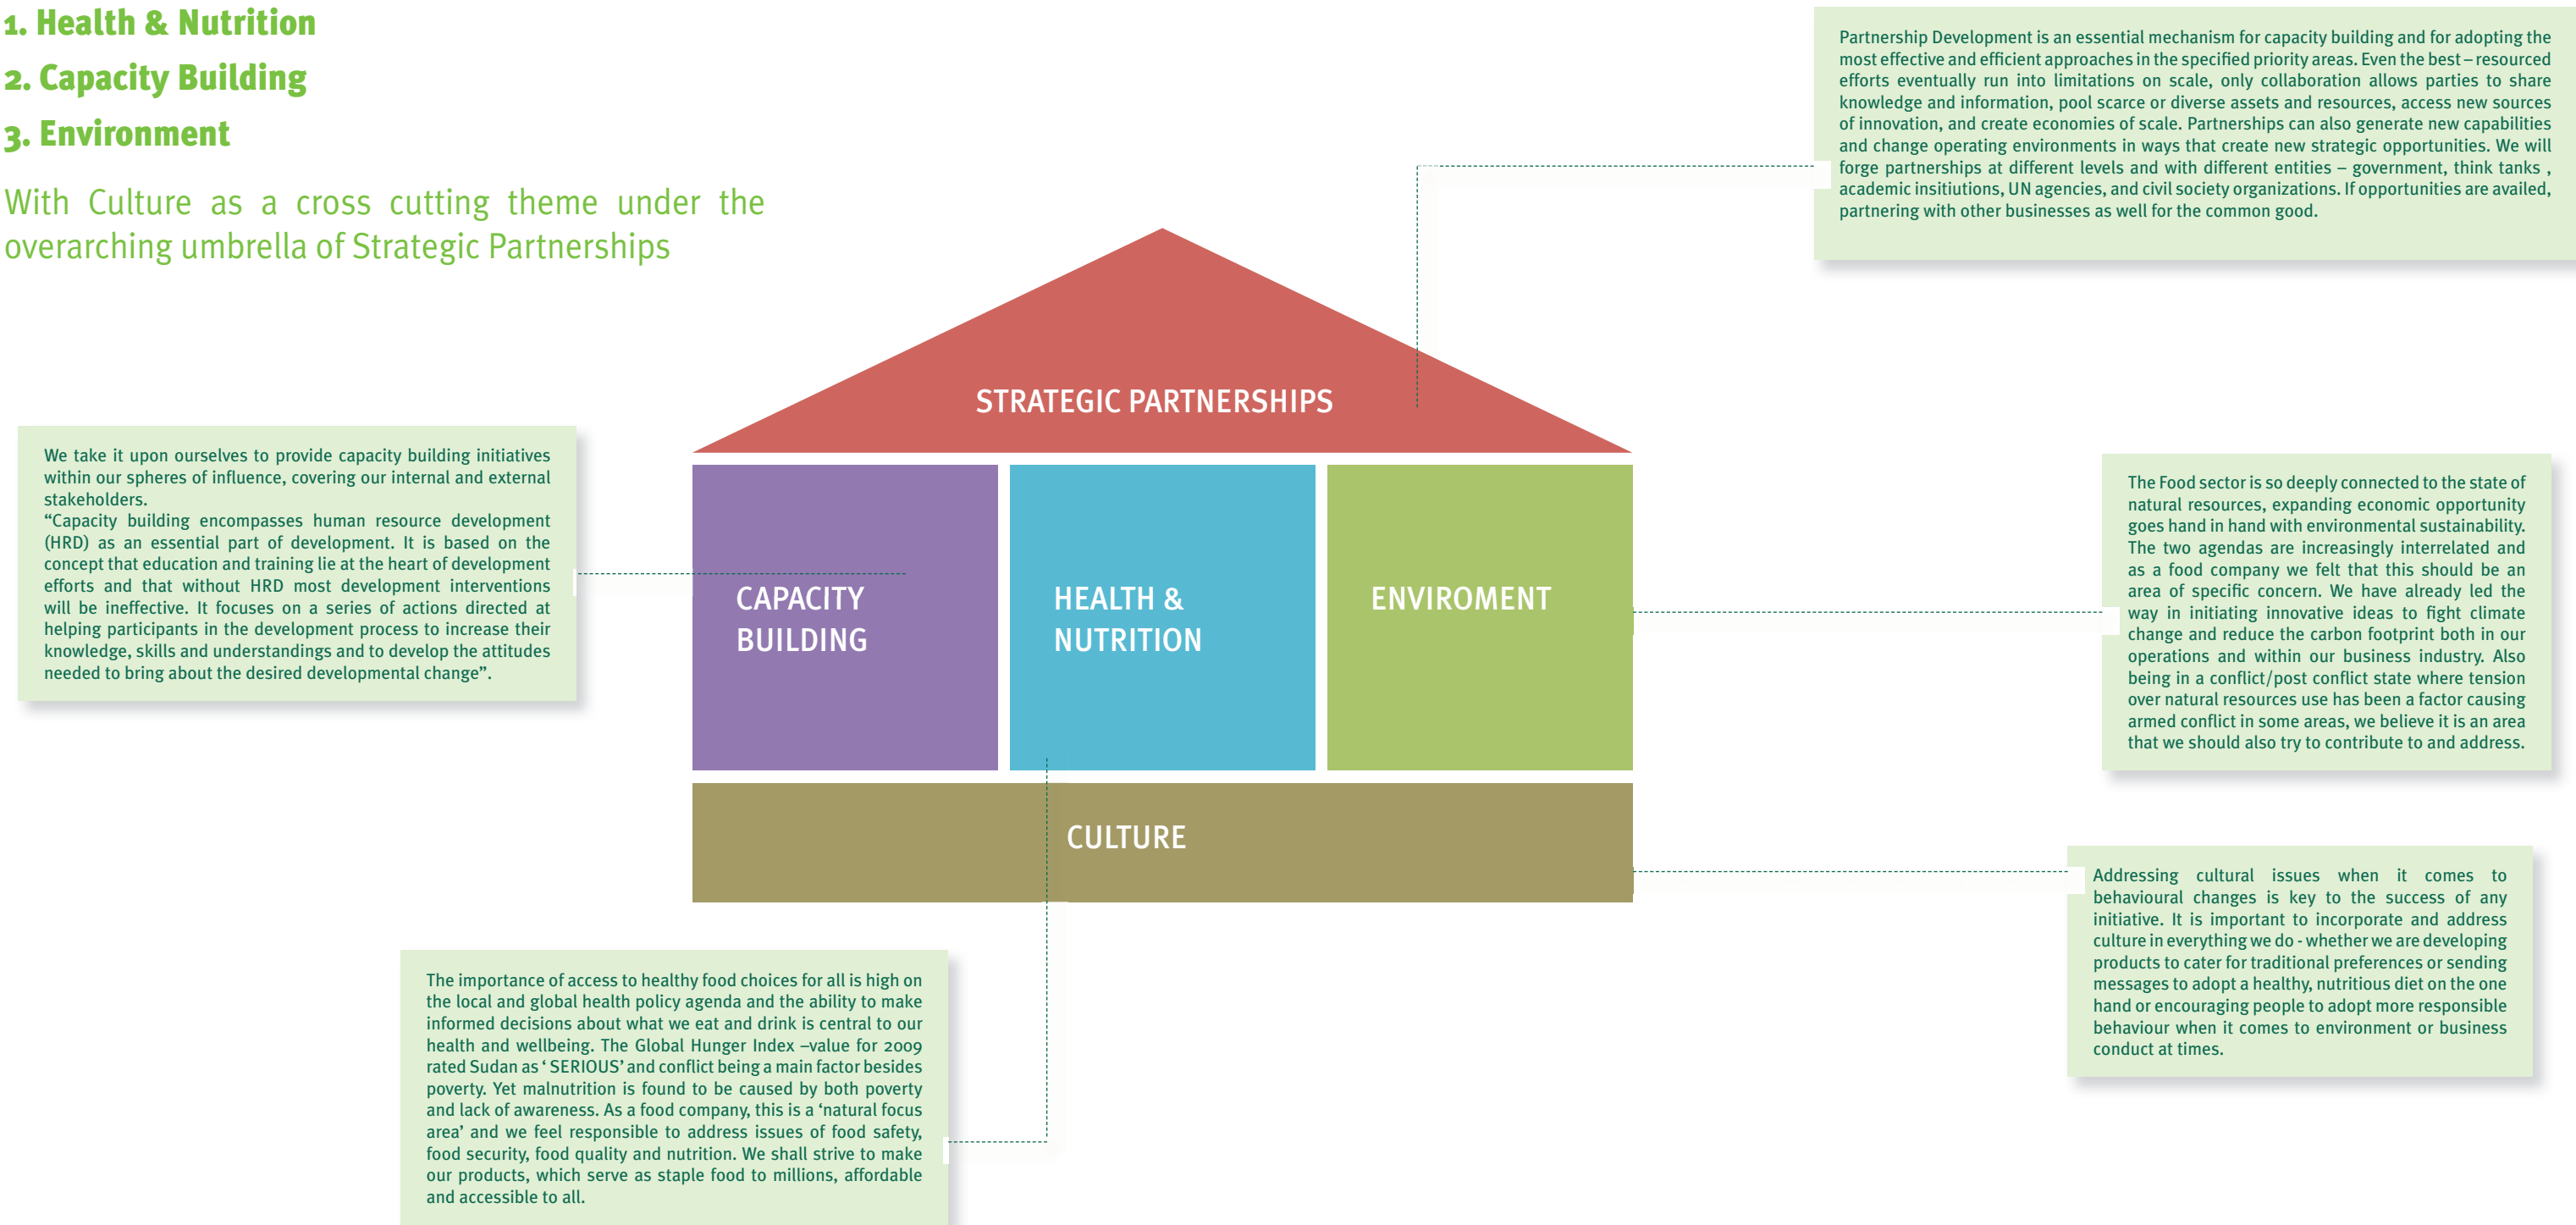 1. Health & Nutrition
2. Capacity Building
3. Environment
With Culture as a cross cutting theme under the
overarching umbrella of Strategic Partnerships
Partnership Development is an essential mechanism for capacity building and for adopting the
most effective and efficient approaches in the specified priority areas. Even the best – resourced
efforts eventually run into limitations on scale, only collaboration allows parties to share
knowledge and information, pool scarce or diverse assets and resources, access new sources
of innovation, and create economies of scale. Partnerships can also generate new capabilities
and change operating environments in ways that create new strategic opportunities. We will
forge partnerships at different levels and with different entities – government, think tanks ,
academic insitiutions, UN agencies, and civil society organizations. If opportunities are availed,
partnering with other businesses as well for the common good.
STRATEGIC PARTNERSHIPS
We take it upon ourselves to provide capacity building initiatives
within our spheres of influence, covering our internal and external
stakeholders.
“Capacity building encompasses human resource development
(HRD) as an essential part of development. It is based on the
concept that education and training lie at the heart of development
efforts and that without HRD most development interventions
will be ineffective. It focuses on a series of actions directed at
helping participants in the development process to increase their
knowledge, skills and understandings and to develop the attitudes
needed to bring about the desired developmental change”.
CAPACITY
BUILDING
HEALTH &
NUTRITION
ENVIROMENT
The Food sector is so deeply connected to the state of
natural resources, expanding economic opportunity
goes hand in hand with environmental sustainability.
The two agendas are increasingly interrelated and
as a food company we felt that this should be an
area of specific concern. We have already led the
way in initiating innovative ideas to fight climate
change and reduce the carbon footprint both in our
operations and within our business industry. Also
being in a conflict/post conflict state where tension
over natural resources use has been a factor causing
armed conflict in some areas, we believe it is an area
that we should also try to contribute to and address.
CULTURE
Addressing cultural issues when it comes to
behavioural changes is key to the success of any
initiative. It is important to incorporate and address
culture in everything we do - whether we are developing
products to cater for traditional preferences or sending
messages to adopt a healthy, nutritious diet on the one
hand or encouraging people to adopt more responsible
behaviour when it comes to environment or business
conduct at times.
The importance of access to healthy food choices for all is high on
the local and global health policy agenda and the ability to make
informed decisions about what we eat and drink is central to our
health and wellbeing. The Global Hunger Index –value for 2009
rated Sudan as ‘ SERIOUS’ and conflict being a main factor besides
poverty. Yet malnutrition is found to be caused by both poverty
and lack of awareness. As a food company, this is a ‘natural focus
area’ and we feel responsible to address issues of food safety,
food security, food quality and nutrition. We shall strive to make
our products, which serve as staple food to millions, affordable
and accessible to all.